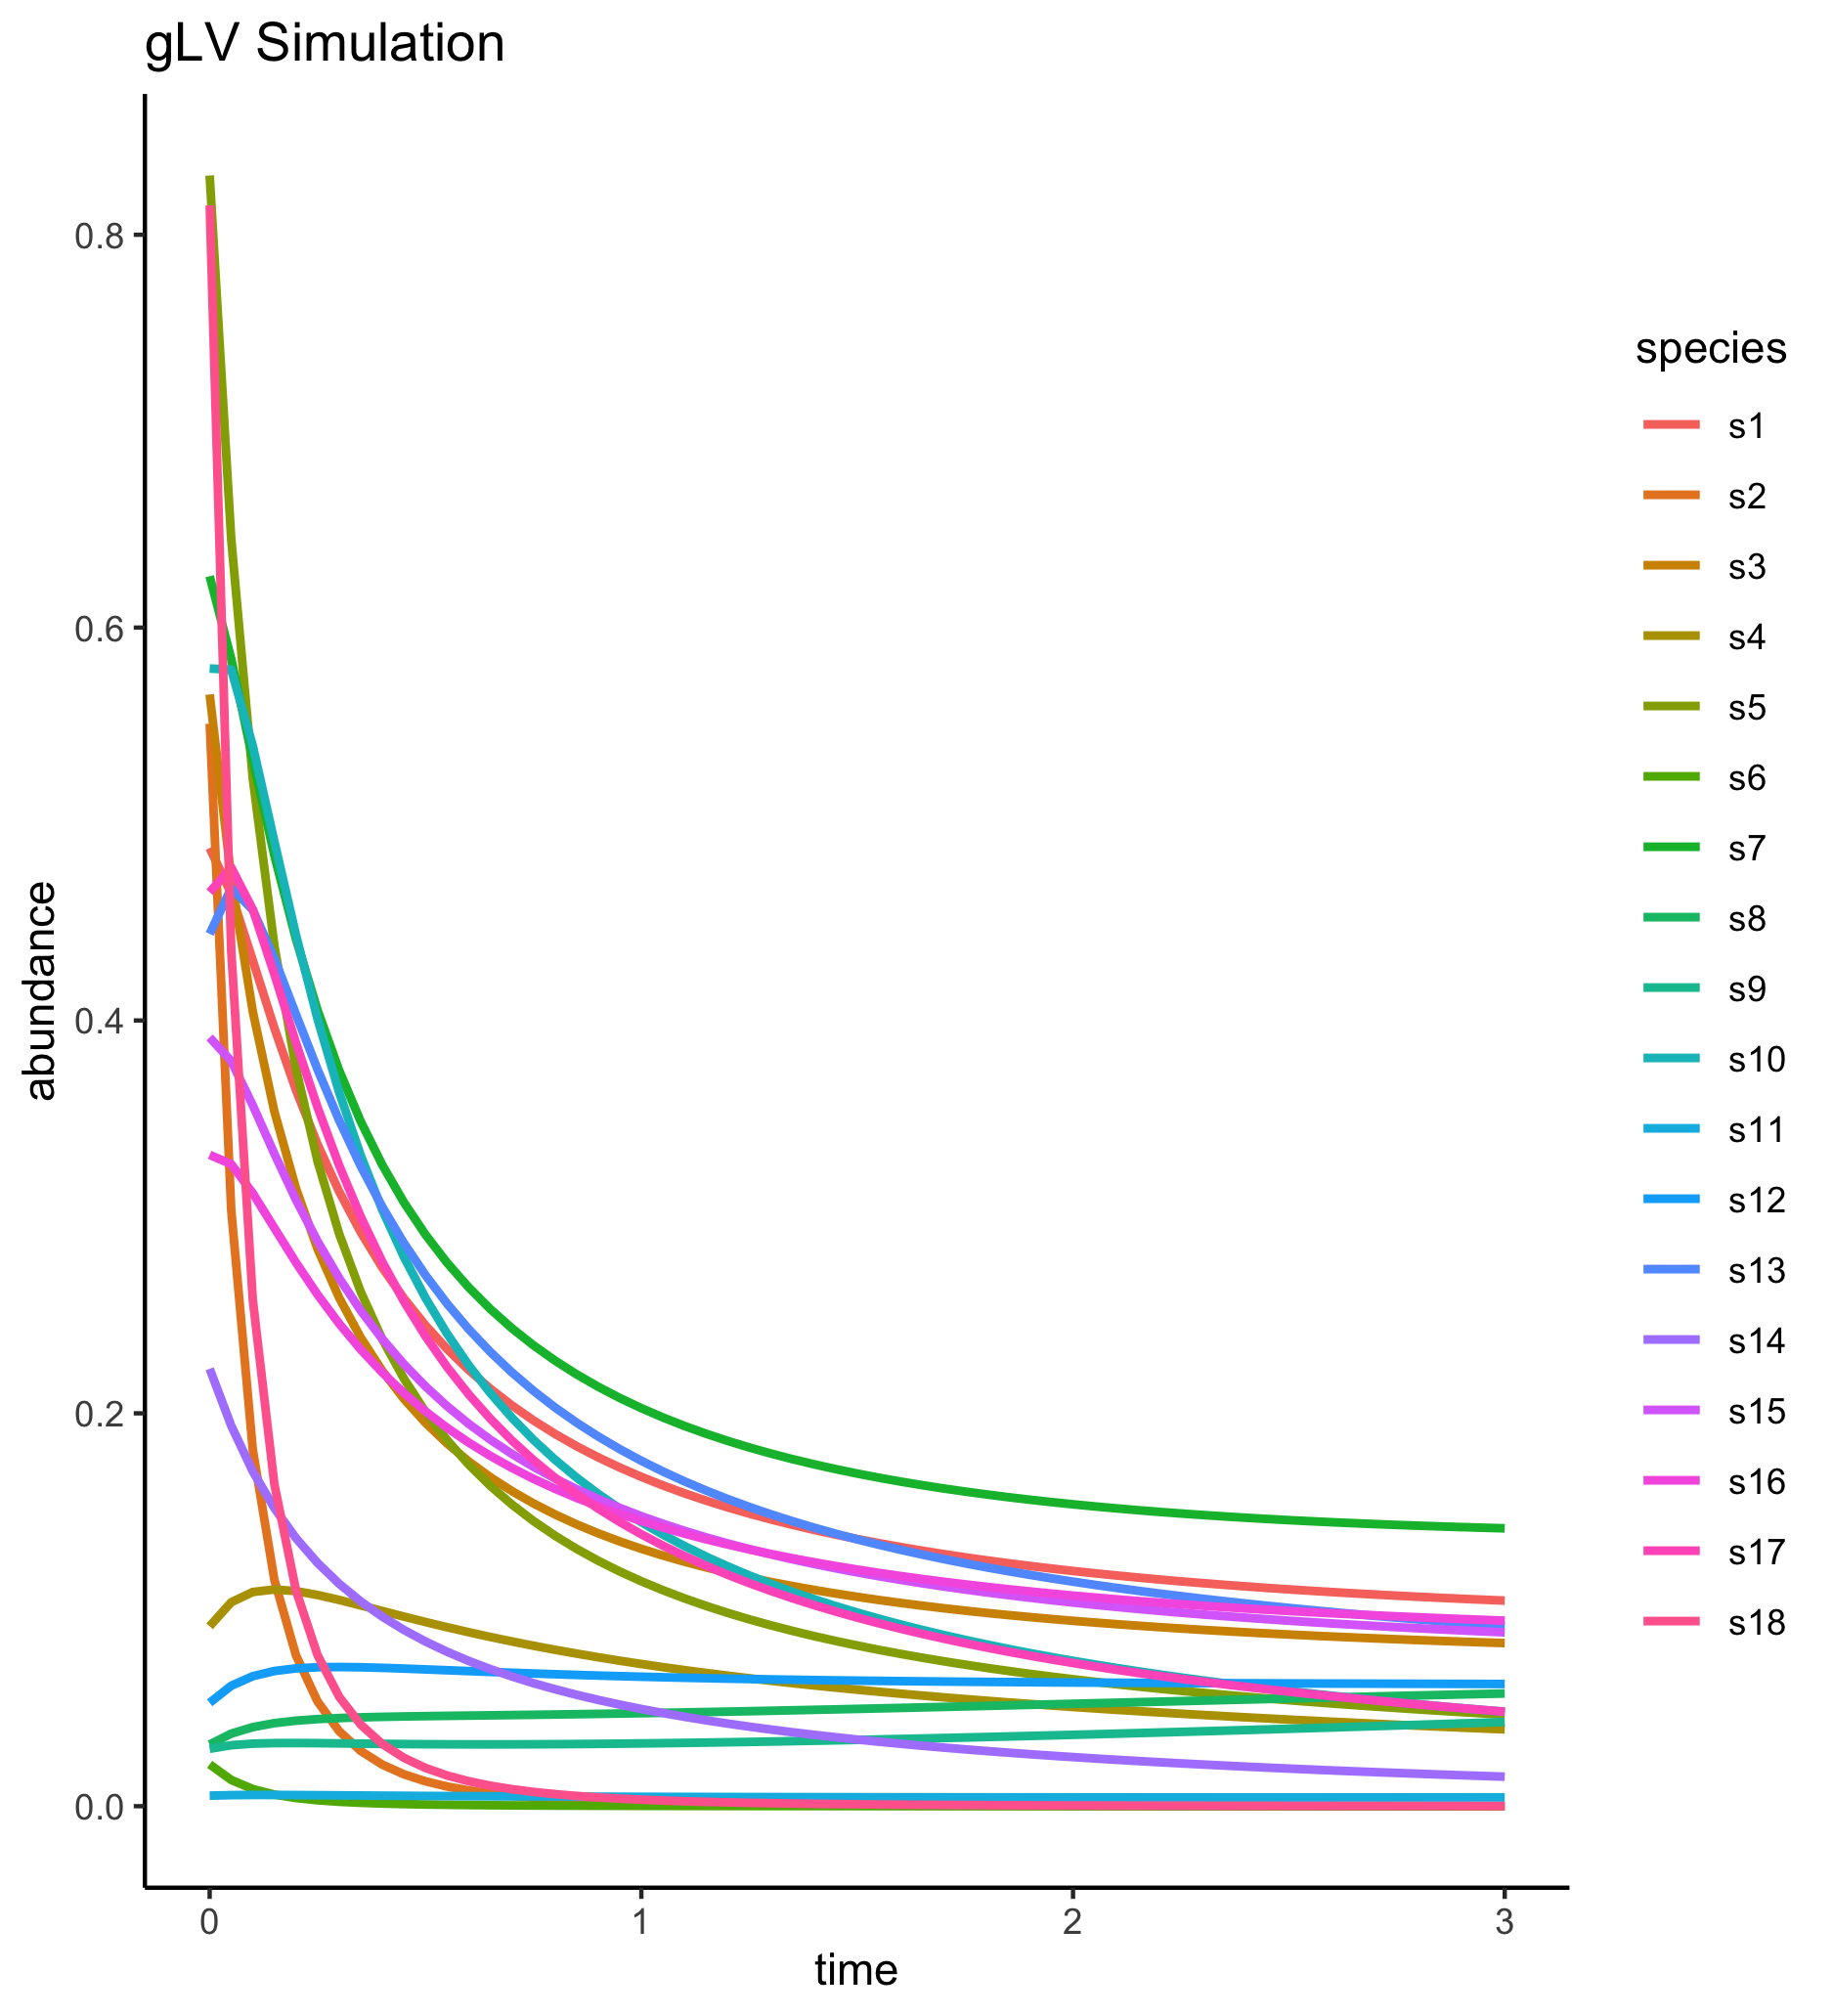 gLV Simulation
abundance
0.8
0.6
0.4
0.2
0.0
0 1 2 3
time
species
s1
s2
s3
s4
s5
s6
s7
s8
s9
s10
s11
s12
s13
s14
s15
s16
s17
s18